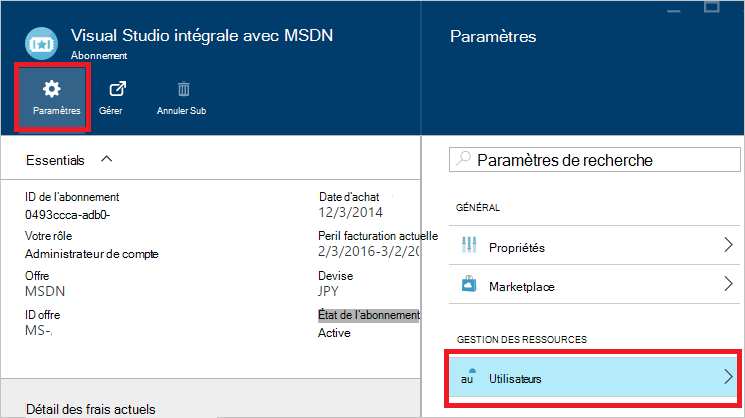 Visual Studio intégrale avec MSDN
Abonnement
Paramètres
Gérer
Annuler Sub
Essentials
ID de l'abonnement
0493ccca-adb0-
Votre rôle
Administrateur de compte
Offre
MSDN
ID offre
MS-.
Date d'achat
12/3/2014
Peril facturation actuelle
2/3/2016-3/2/20
Devise
JPY
État de l'abonnement
Active
Détail des frais actuels
Paramètres
Paramètres de recherche
GÉNÉRAL
Propriétés
Marketplace
GESTION DES RESSOURCES
au Utilisateurs